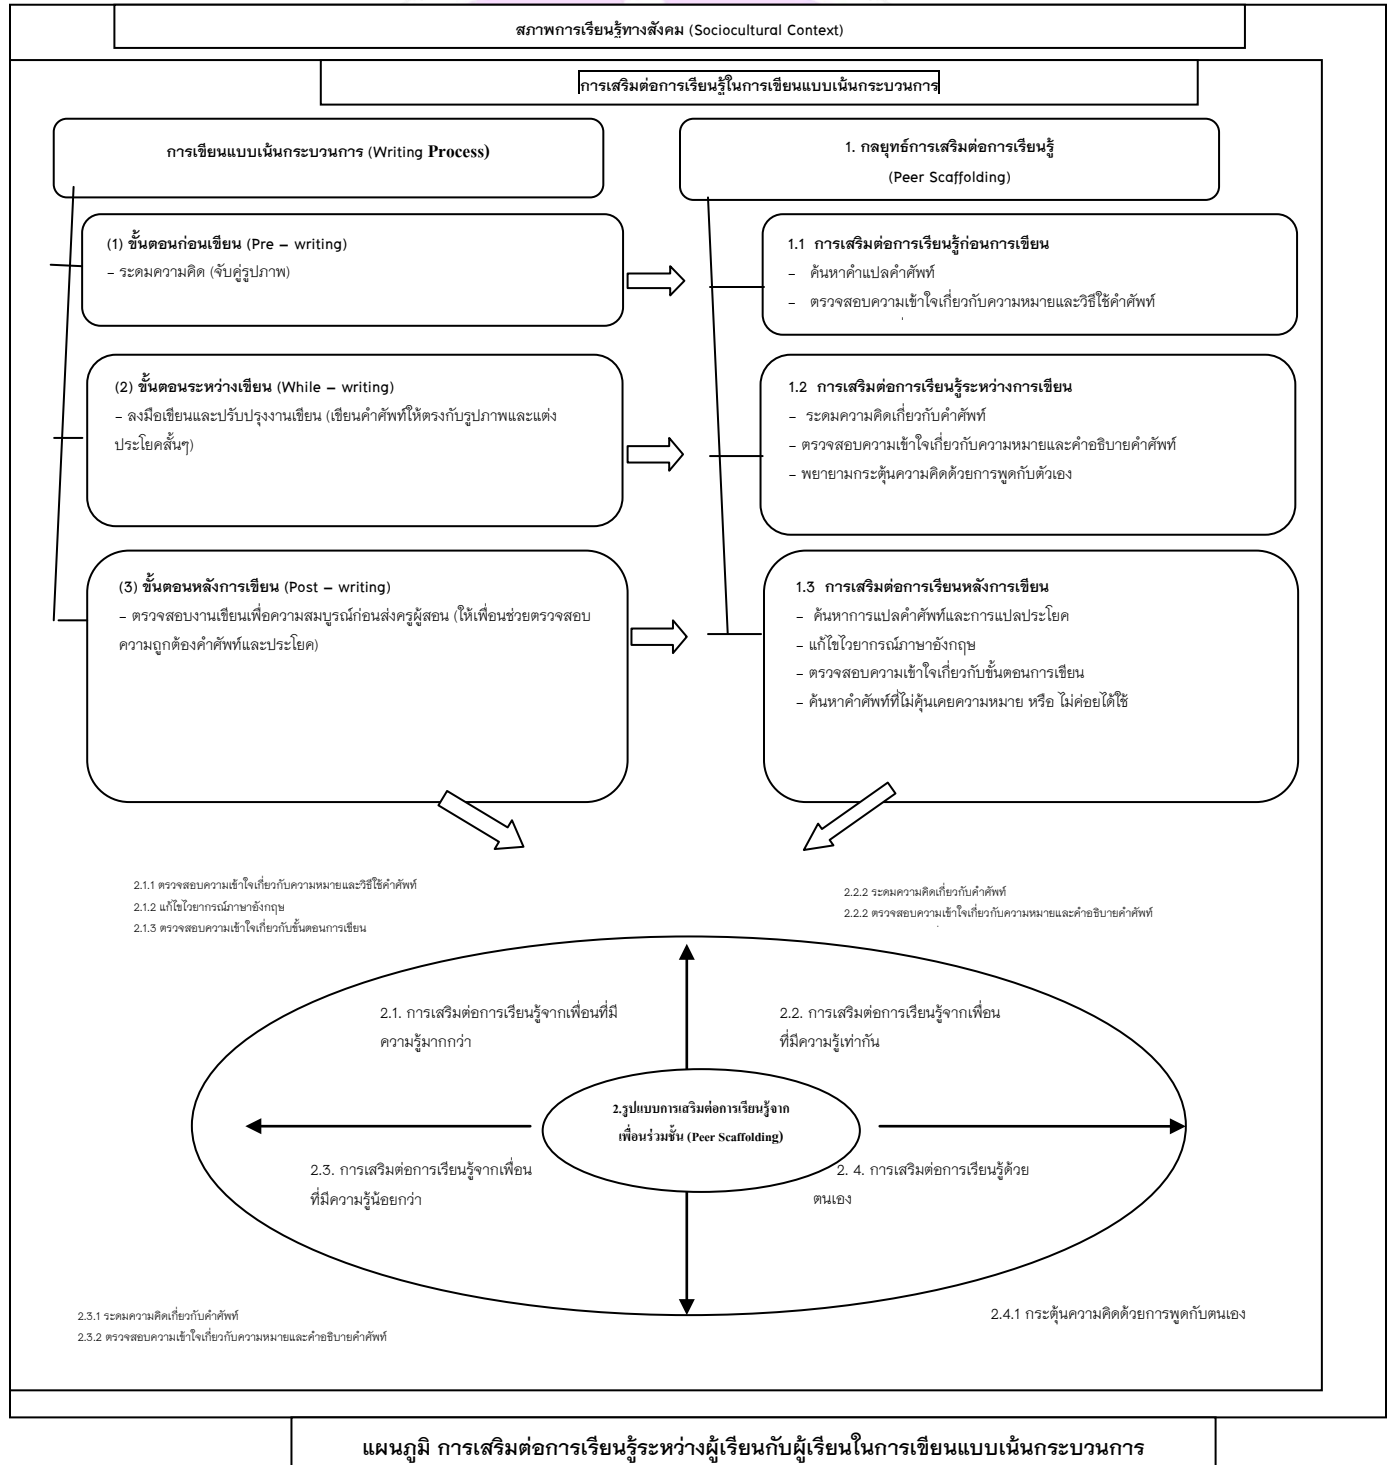 สภาพการเรียนรู้ทางสังคม (Sociocultural Context)
การเสริมต่อการเรียนรู้ในการเขียนแบบเน้นกระบวนการ
การเขียนแบบเน้นกระบวนการ (Writing Process)
(1) ขั้นตอนก่อนเขียน (Pre – writing)
– ระดมความคิด (จับคู่รูปภาพ)
(2) ขั้นตอนระหว่างเขียน (While – writing)
– ลงมือเขียนและปรับปรุงงานเขียน (เขียนคำศัพท์ให้ตรงกับรูปภาพและแต่ง
ประโยคสั้นๆ)
(3) ขั้นตอนหลังการเขียน (Post – writing)
– ตรวจสอบงานเขียนเพื่อความสมบูรณ์ก่อนส่งครูผู้สอน (ให้เพื่อนช่วยตรวจสอบ
ความถูกต้องคำศัพท์และประโยค)
1. กลยุทธ์การเสริมต่อการเรียนรู้
(Peer Scaffolding)
1.1 การเสริมต่อการเรียนรู้ก่อนการเขียน
– ค้นหาคำแปลคำศัพท์
– ตรวจสอบความเข้าใจเกี่ยวกับความหมายและวิธีใช้คำศัพท์
1.2 การเสริมต่อการเรียนรู้ระหว่างการเขียน
– ระดมความคิดเกี่ยวกับคำศัพท์
– ตรวจสอบความเข้าใจเกี่ยวกับความหมายและคำอธิบายคำศัพท์
– พยายามกระตุ้นความคิดด้วยการพูดกับตัวเอง
1.3 การเสริมต่อการเรียนหลังการเขียน
– ค้นหาการแปลคำศัพท์และการแปลประโยค
– แก้ไขไวยากรณ์ภาษาอังกฤษ
– ตรวจสอบความเข้าใจเกี่ยวกับขั้นตอนการเขียน
– ค้นหาคำศัพท์ที่ไม่คุ้นเคยความหมาย หรือ ไม่ค่อยได้ใช้
2.1.1 ตรวจสอบความเข้าใจเกี่ยวกับความหมายและวิธีใช้คำศัพท์
2.1.2 แก้ไขไวยากรณ์ภาษาอังกฤษ
2.1.3 ตรวจสอบความเข้าใจเกี่ยวกับขั้นตอนการเขียน
2.2.2 ระดมความคิดเกี่ยวกับคำศัพท์
2.2.2 ตรวจสอบความเข้าใจเกี่ยวกับความหมายและคำอธิบายคำศัพท์
2.1. การเสริมต่อการเรียนรู้จากเพื่อนที่มี
ความรู้มากกว่า
2.2. การเสริมต่อการเรียนรู้จากเพื่อน
ที่มีความรู้เท่ากัน
2.รูปแบบการเสริมต่อการเรียนรู้จาก
เพื่อนร่วมชั้น (Peer Scaffolding)
2.3. การเสริมต่อการเรียนรู้จากเพื่อน
ที่มีความรู้น้อยกว่า
2. 4. การเสริมต่อการเรียนรู้ด้วย
ตนเอง
2.3.1 ระดมความคิดเกี่ยวกับคำศัพท์
2.3.2 ตรวจสอบความเข้าใจเกี่ยวกับความหมายและคำอธิบายคำศัพท์
2.4.1 กระตุ้นความคิดด้วยการพูดกับตนเอง
แผนภูมิ การเสริมต่อการเรียนรู้ระหว่างผู้เรียนกับผู้เรียนในการเขียนแบบเน้นกระบวนการ